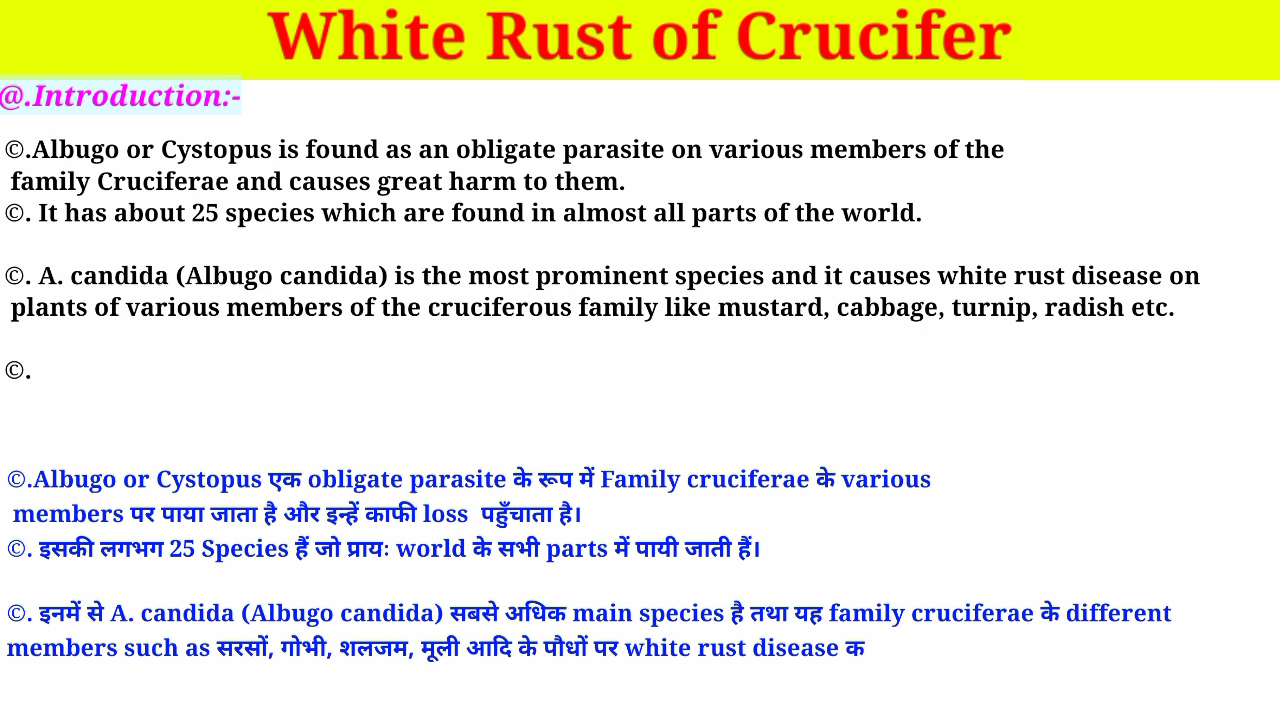 White Rust of Crucifer
@.Introduction:-
©.Albugo or Cystopus is found as an obligate parasite on various members of the
family Cruciferae and causes great harm to them.
©. It has about 25 species which are found in almost all parts of the world.
©. A. candida (Albugo candida) is the most prominent species and it causes white rust disease on
plants of various members of the cruciferous family like mustard, cabbage, turnip, radish etc.
©.
©.Albugo or Cystopus एक obligate parasite के रूप में Family cruciferae के various
members पर पाया जाता है और इन्हें काफी loss पहुँचाता है।
©. इसकी लगभग 25 Species हैं जो प्रायः world के सभी parts में पायी जाती हैं।
©. इनमें से A. candida (Albugo candida) सबसे अधिक main species है तथा यह family cruciferae के different
members such as सरसों, गोभी, शलजम, मूली आदि के पौधों पर white rust disease क